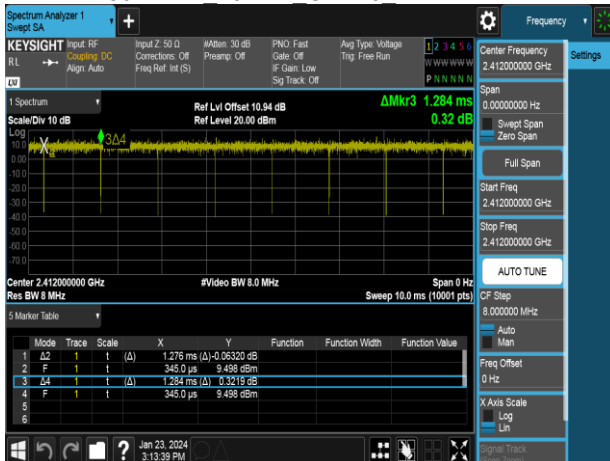 Spectrum Analyzer 1
Swept SA
+
Frequency
KEYSIGHT
RL
Input: RF
Coupling: DC
Align: Auto
Input Z: 50 Ω
Corrections: Off
Freq Ref: Int (S)
#Atten: 30 dB
Preamp: Off
PNO: Fast
Gate: Off
IF Gain: Low
Sig Track: Off
Avg Type: Voltage
Trig: Free Run
1 2 3 4 5 6
W W W W W W
P N N N N N
LXI
1 Spectrum
Scale/Div 10 dB
Ref Lvl Offset 10.94 dB
Ref Level 20.00 dBm
ΔMkr3 1.284 ms
0.32 dB
Log
10.0
0.00
-10.0
-20.0
-30.0
-40.0
-50.0
-60.0
-70.0
3Δ4
Center 2.412000000 GHz
Res BW 8 MHz
#Video BW 8.0 MHz
Span 0 Hz
Sweep 10.0 ms (10001 pts)
5 Marker Table
Mode Trace Scale X Y Function Function Width Function Value
1 Δ2 1 t (Δ) 1.276 ms (Δ) -0.06320 dB
2 F 1 t 345.0 µs 9.498 dBm
3 Δ4 1 t (Δ) 1.284 ms (Δ) 0.3219 dB
4 F 1 t 345.0 µs 9.498 dBm
5
6
?
Jan 23, 2024
3:13:39 PM
Center Frequency
2.412000000 GHz
Settings
Span
0.00000000 Hz
Swept Span
Zero Span
Full Span
Start Freq
2.412000000 GHz
Stop Freq
2.412000000 GHz
AUTO TUNE
CF Step
8.000000 MHz
Auto
Man
Freq Offset
0 Hz
X Axis Scale
Log
Lin
Signal Track